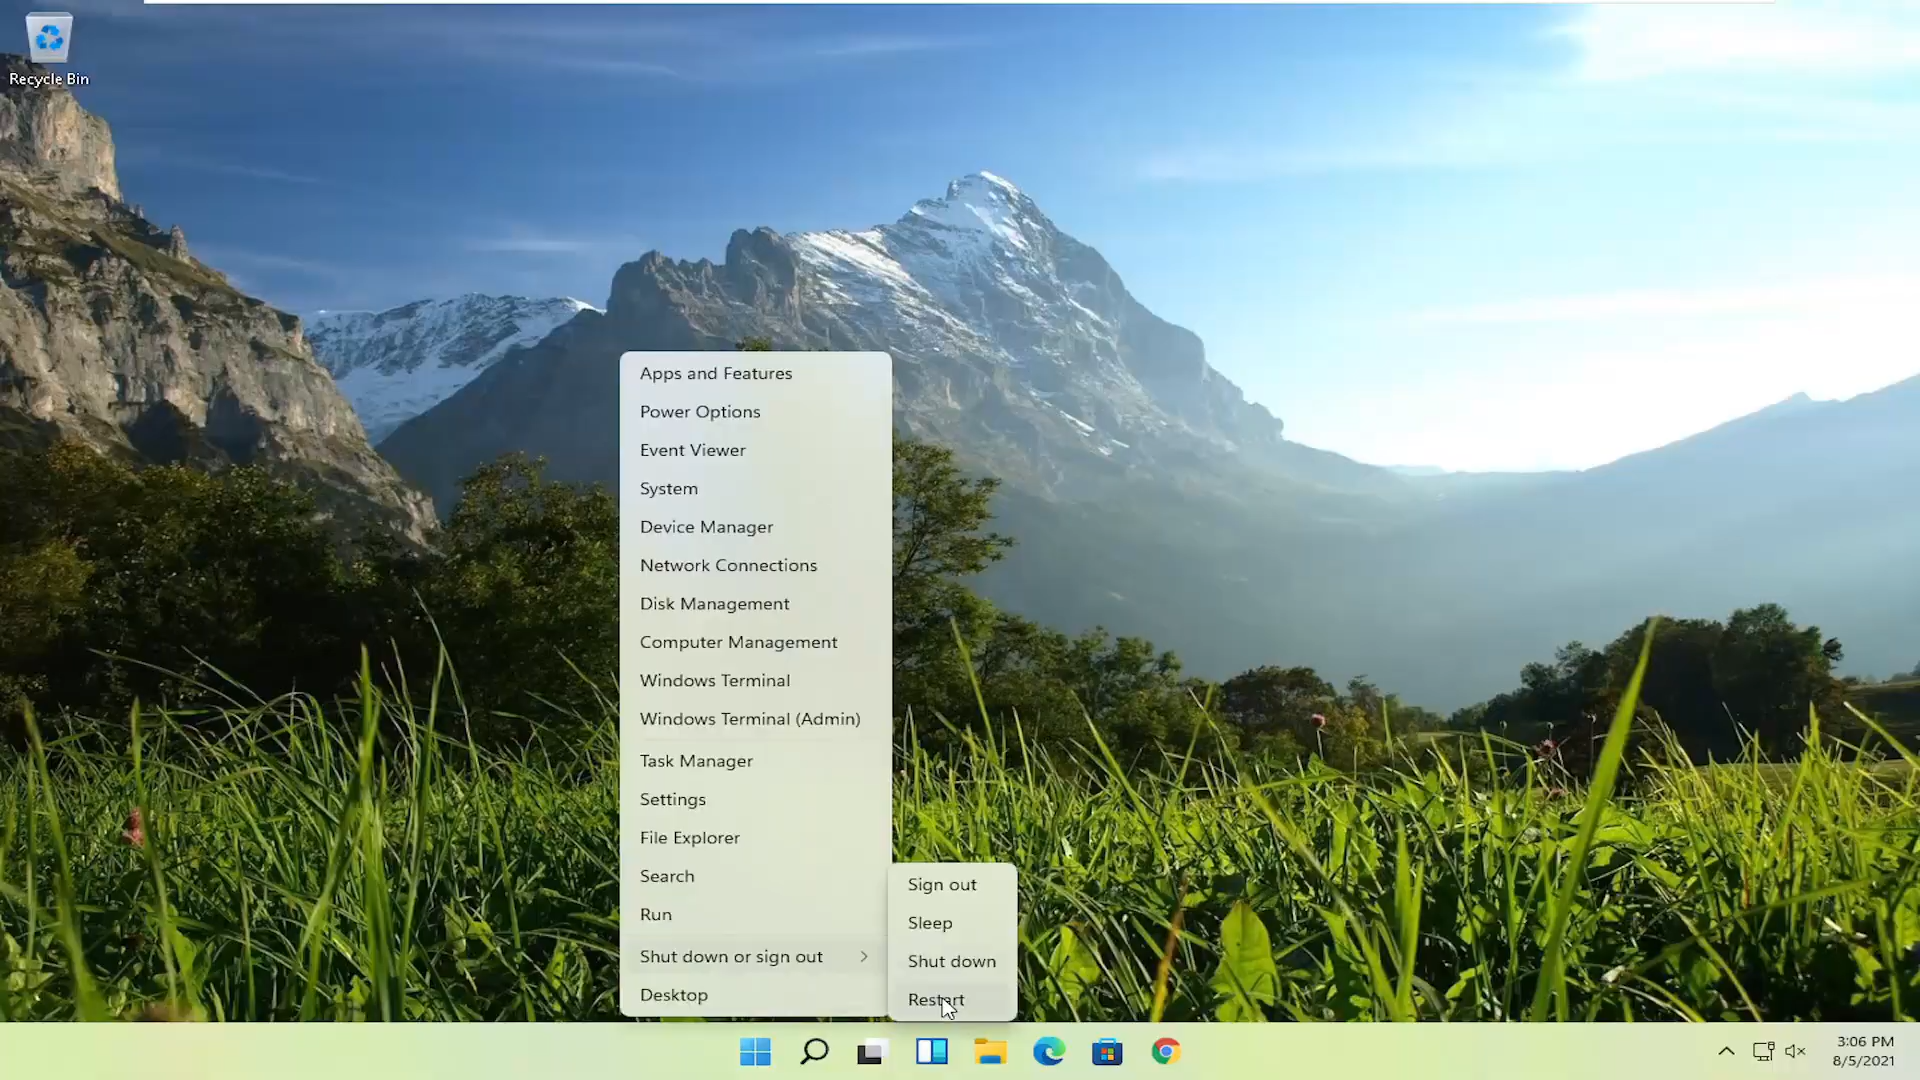 Recycle Bin
Apps and Features
Power Options
Event Viewer
System
Device Manager
Network Connections
Disk Management
Computer Management
Windows Terminal
Windows Terminal (Admin)
Task Manager
Settings
File Explorer
Search
Run
Shut down or sign out
Desktop
Sign out
Sleep
Shut down
Restart
3:06 PM
8/5/2021